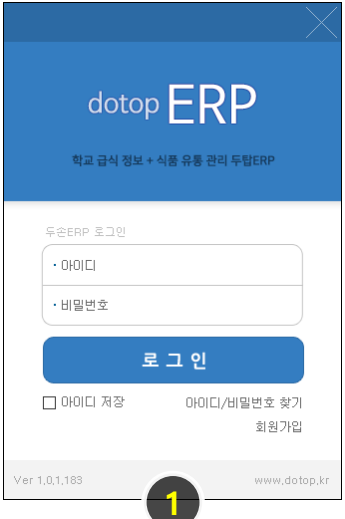 dotop ERP
학교 급식 정보 + 식품 유통 관리 두탑ERP
두손ERP 로그인
· 아이디
· 비밀번호
로그인
아이디 저장
아이디/비밀번호 찾기
회원가입
Ver 1.0.1.183
www.dotop.kr
1